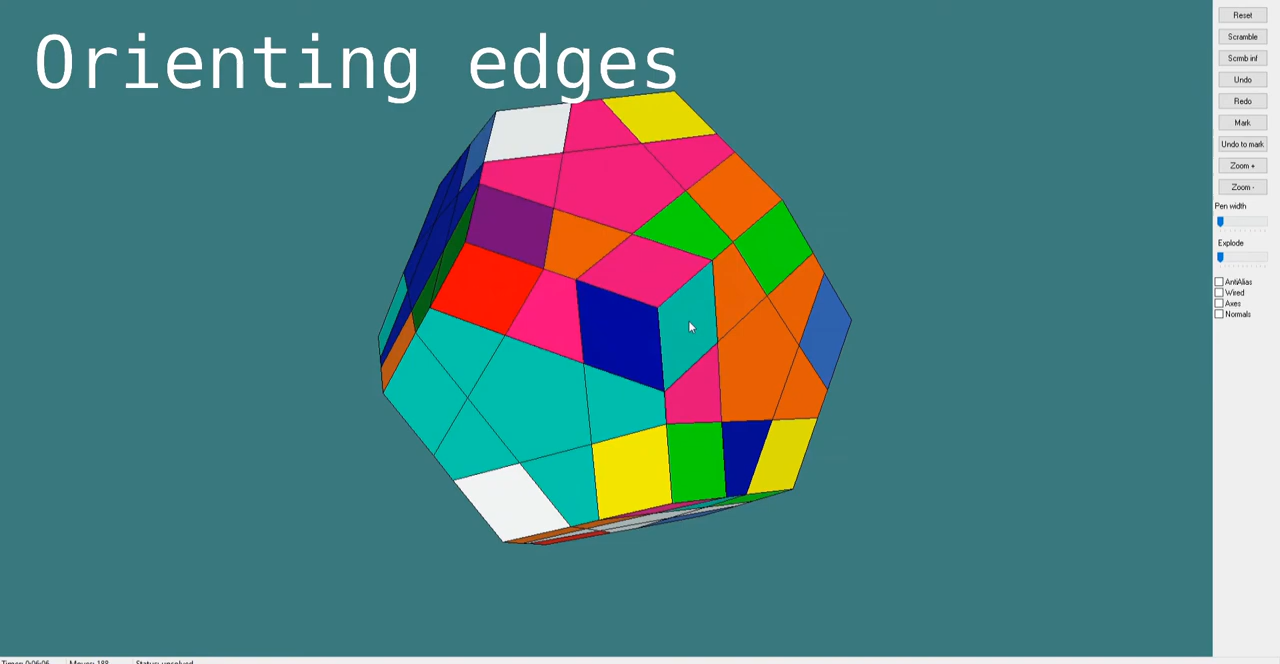 Orienting edges
Reset
Scramble
Scrmb inf
Undo
Redo
Mark
Undo to mark
Zoom +
Zoom -
Pen width
Explode
AntiAlias
Wired
Axes
Normals